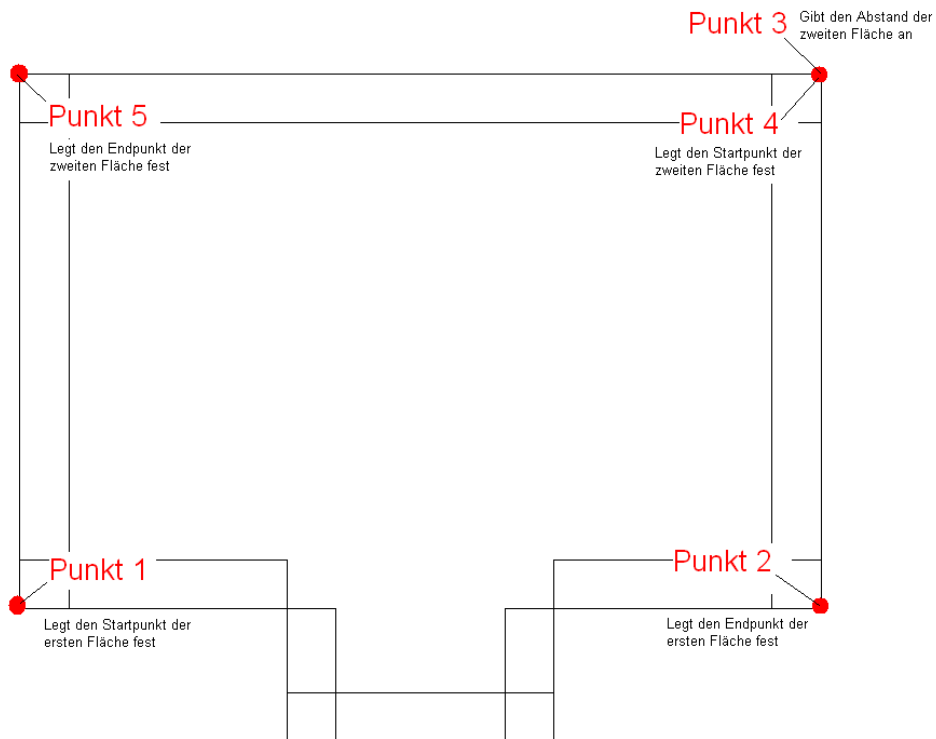 Punkt 3
Gibt den Abstand der
zweiten Fläche an
Punkt 5
Legt den Endpunkt der
zweiten Fläche fest
Punkt 4
Legt den Startpunkt der
zweiten Fläche fest
Punkt 1
Legt den Startpunkt der
ersten Fläche fest
Punkt 2
Legt den Endpunkt der
ersten Fläche fest